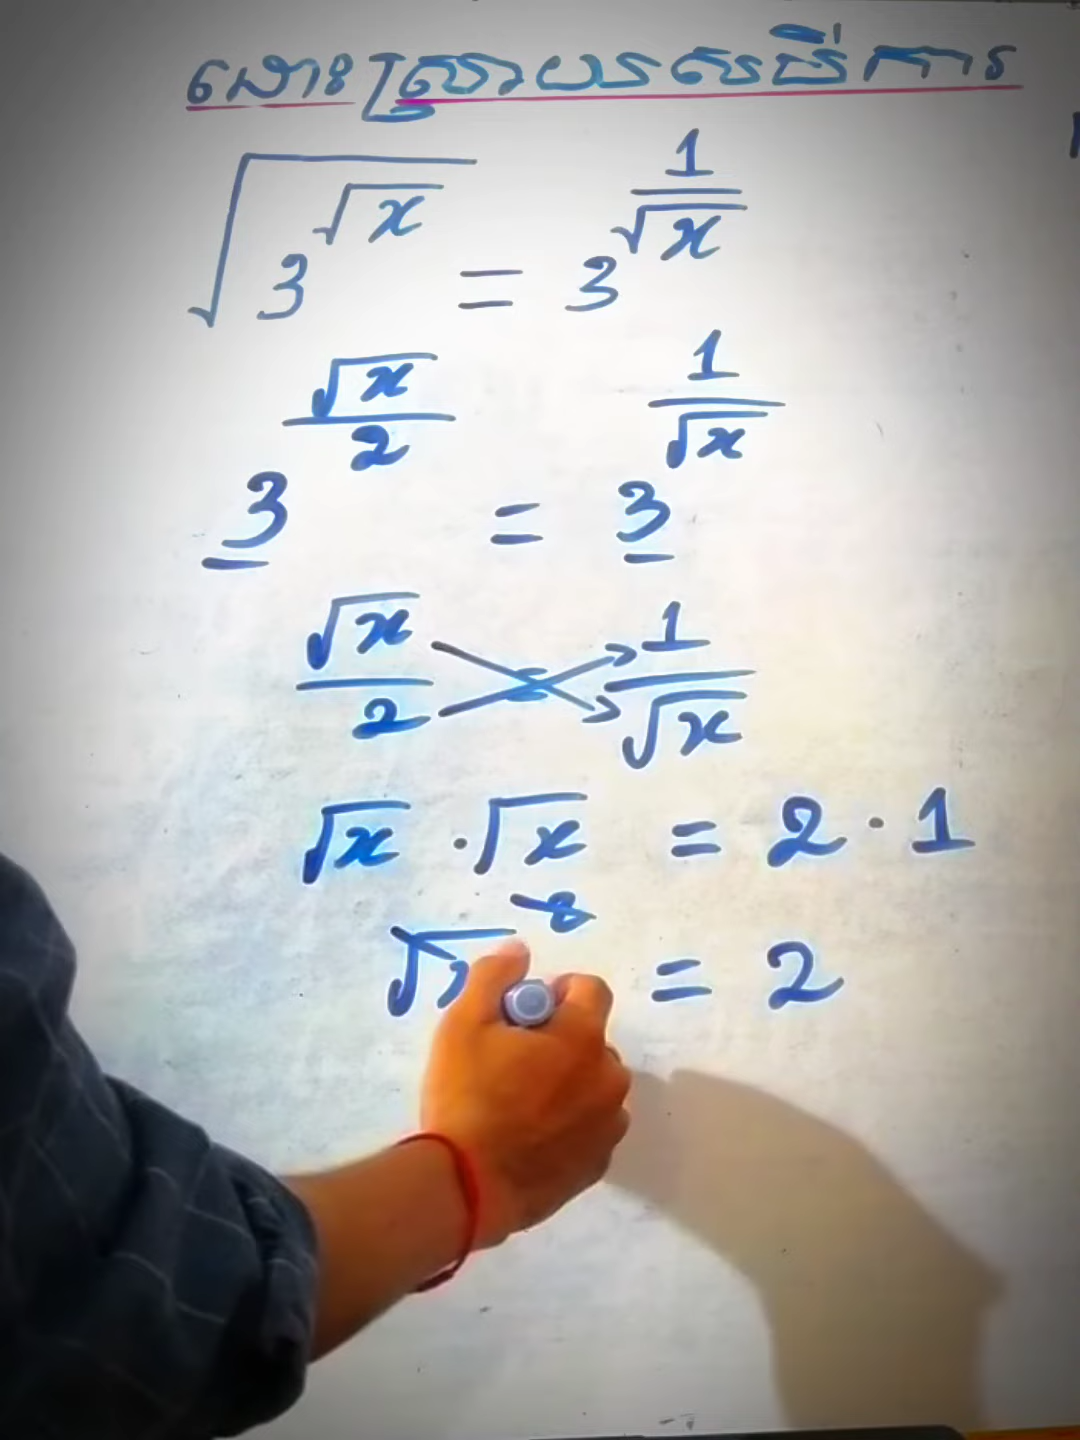 ដោះស្រាយសមីការ
√(3^(√x)) = 3^(1/√x)
3^(√x/2) = 3^(1/√x)
√x/2 = 1/√x
√x · √x = 2 · 1
√x² = 2